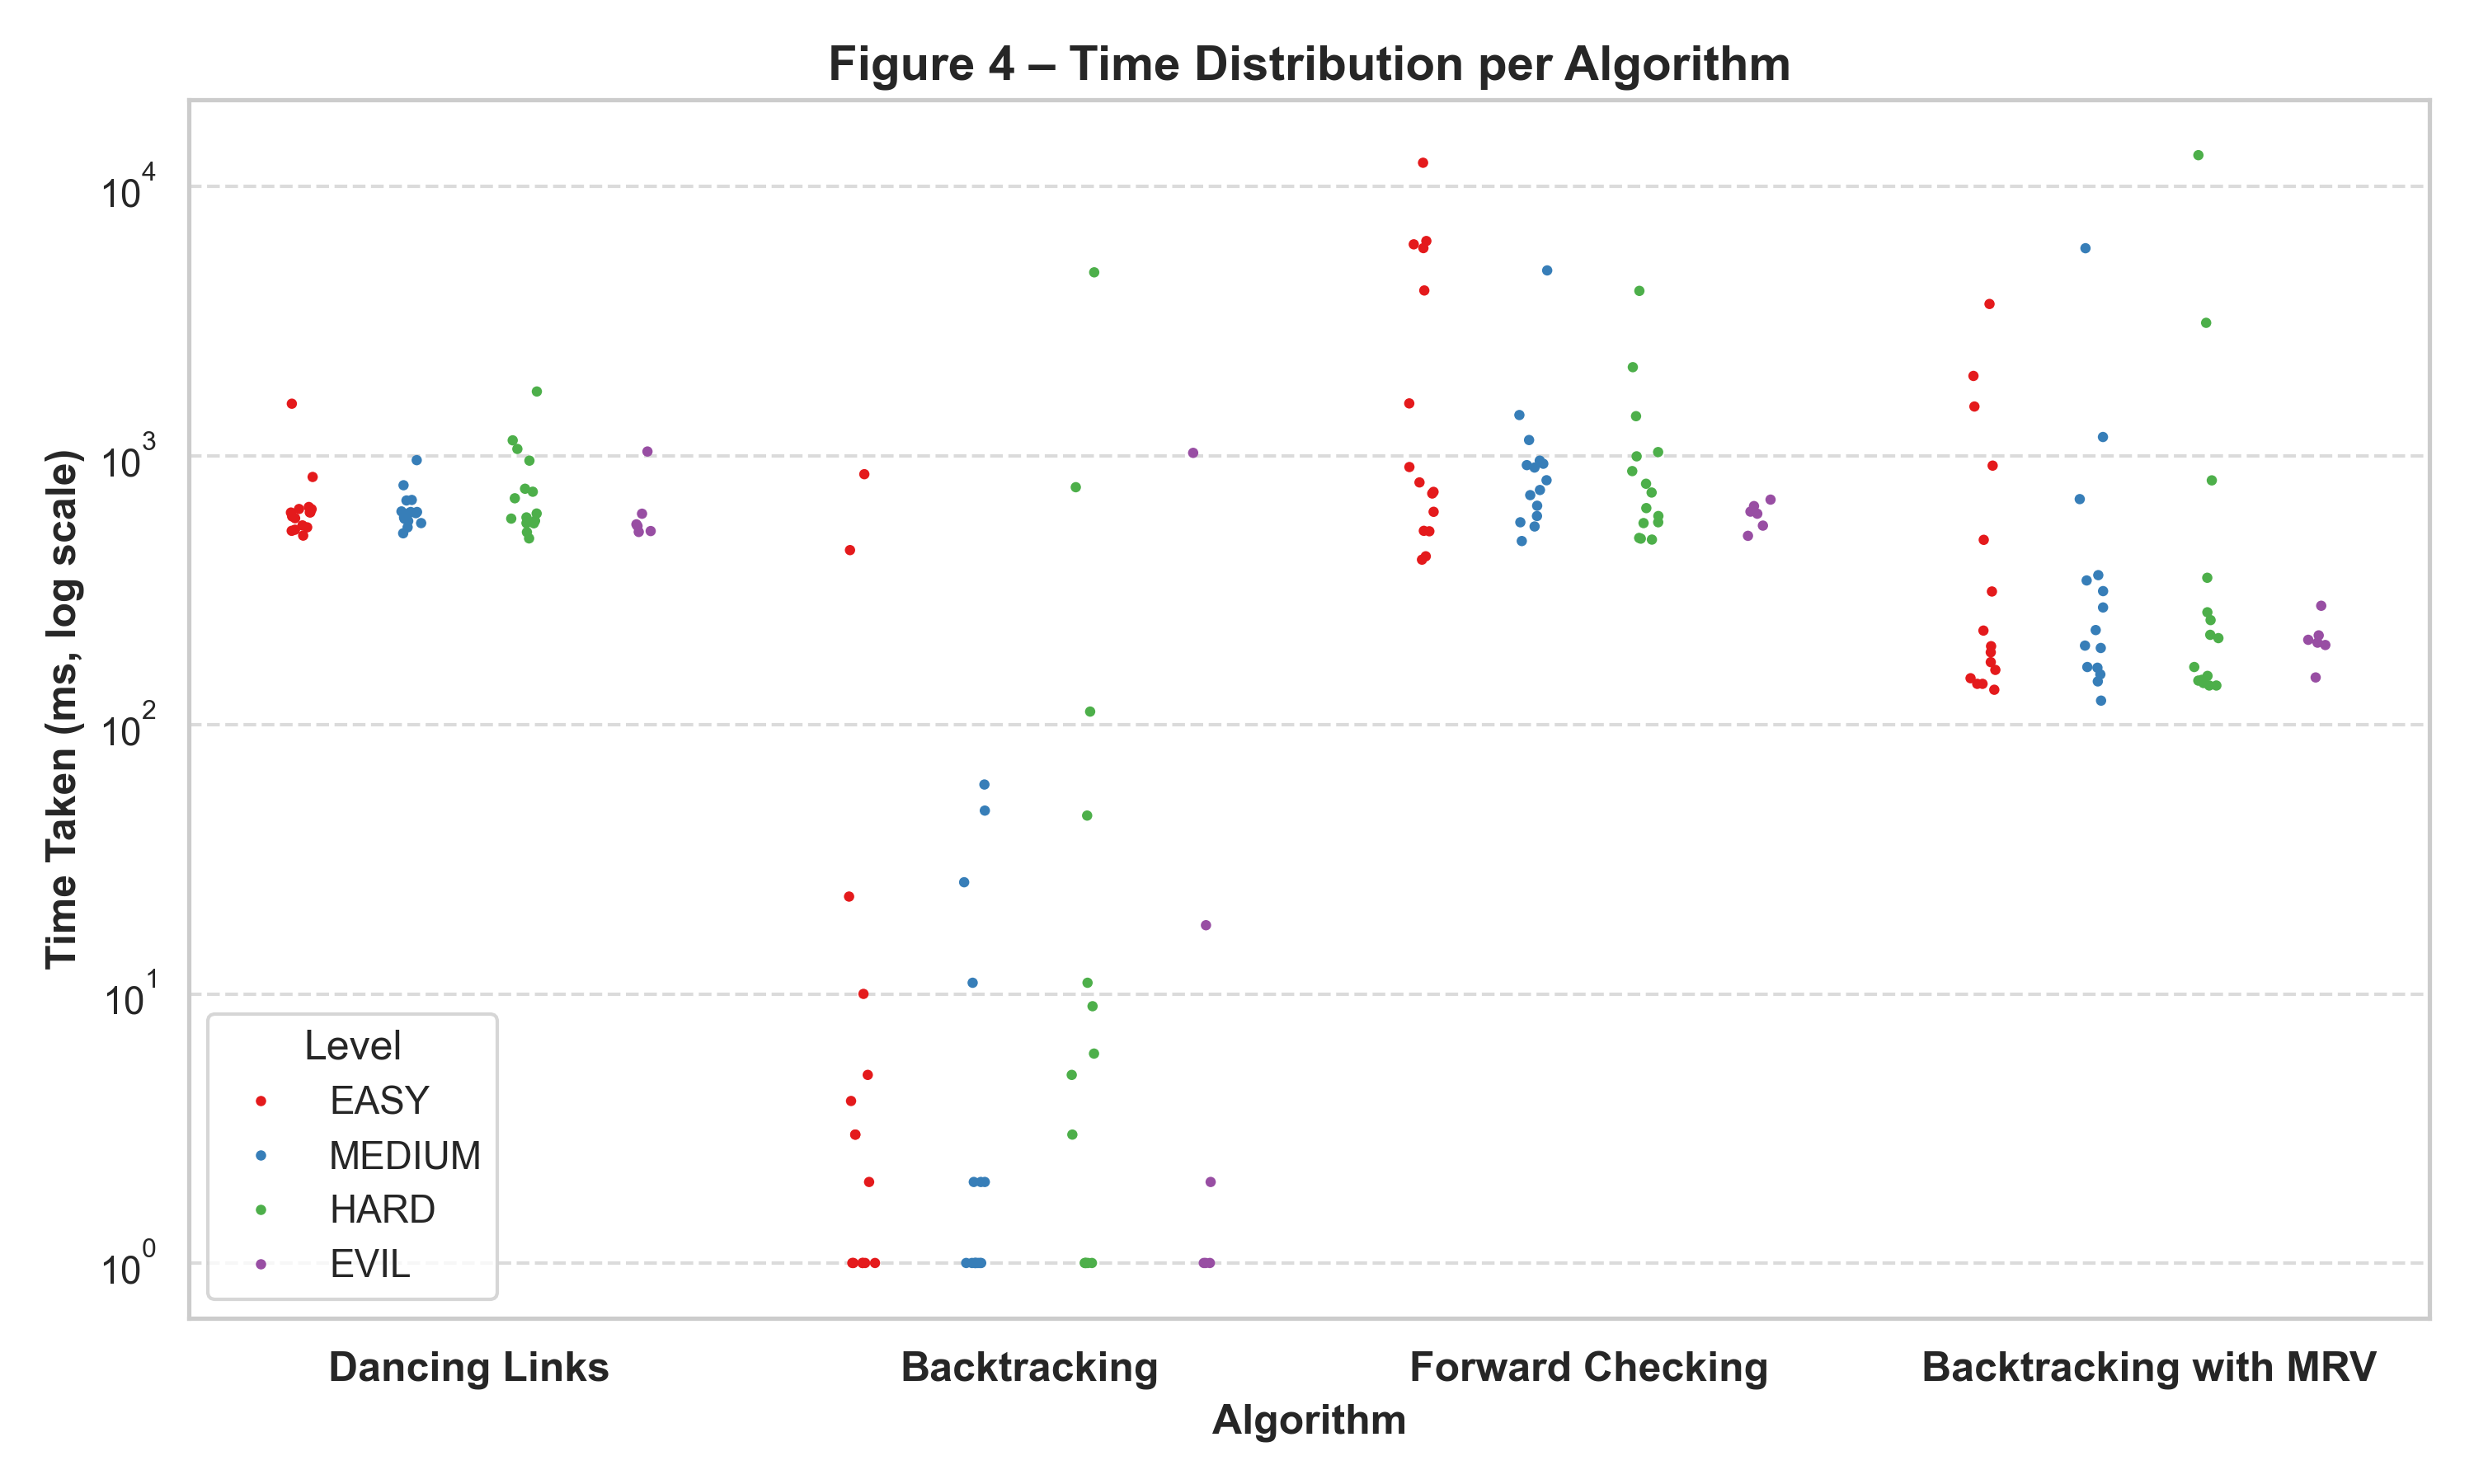 Figure 4 – Time Distribution per Algorithm
Time Taken (ms, log scale)
10^4
10^3
10^2
10^1
10^0
Level
EASY
MEDIUM
HARD
EVIL
Dancing Links
Backtracking
Forward Checking
Backtracking with MRV
Algorithm